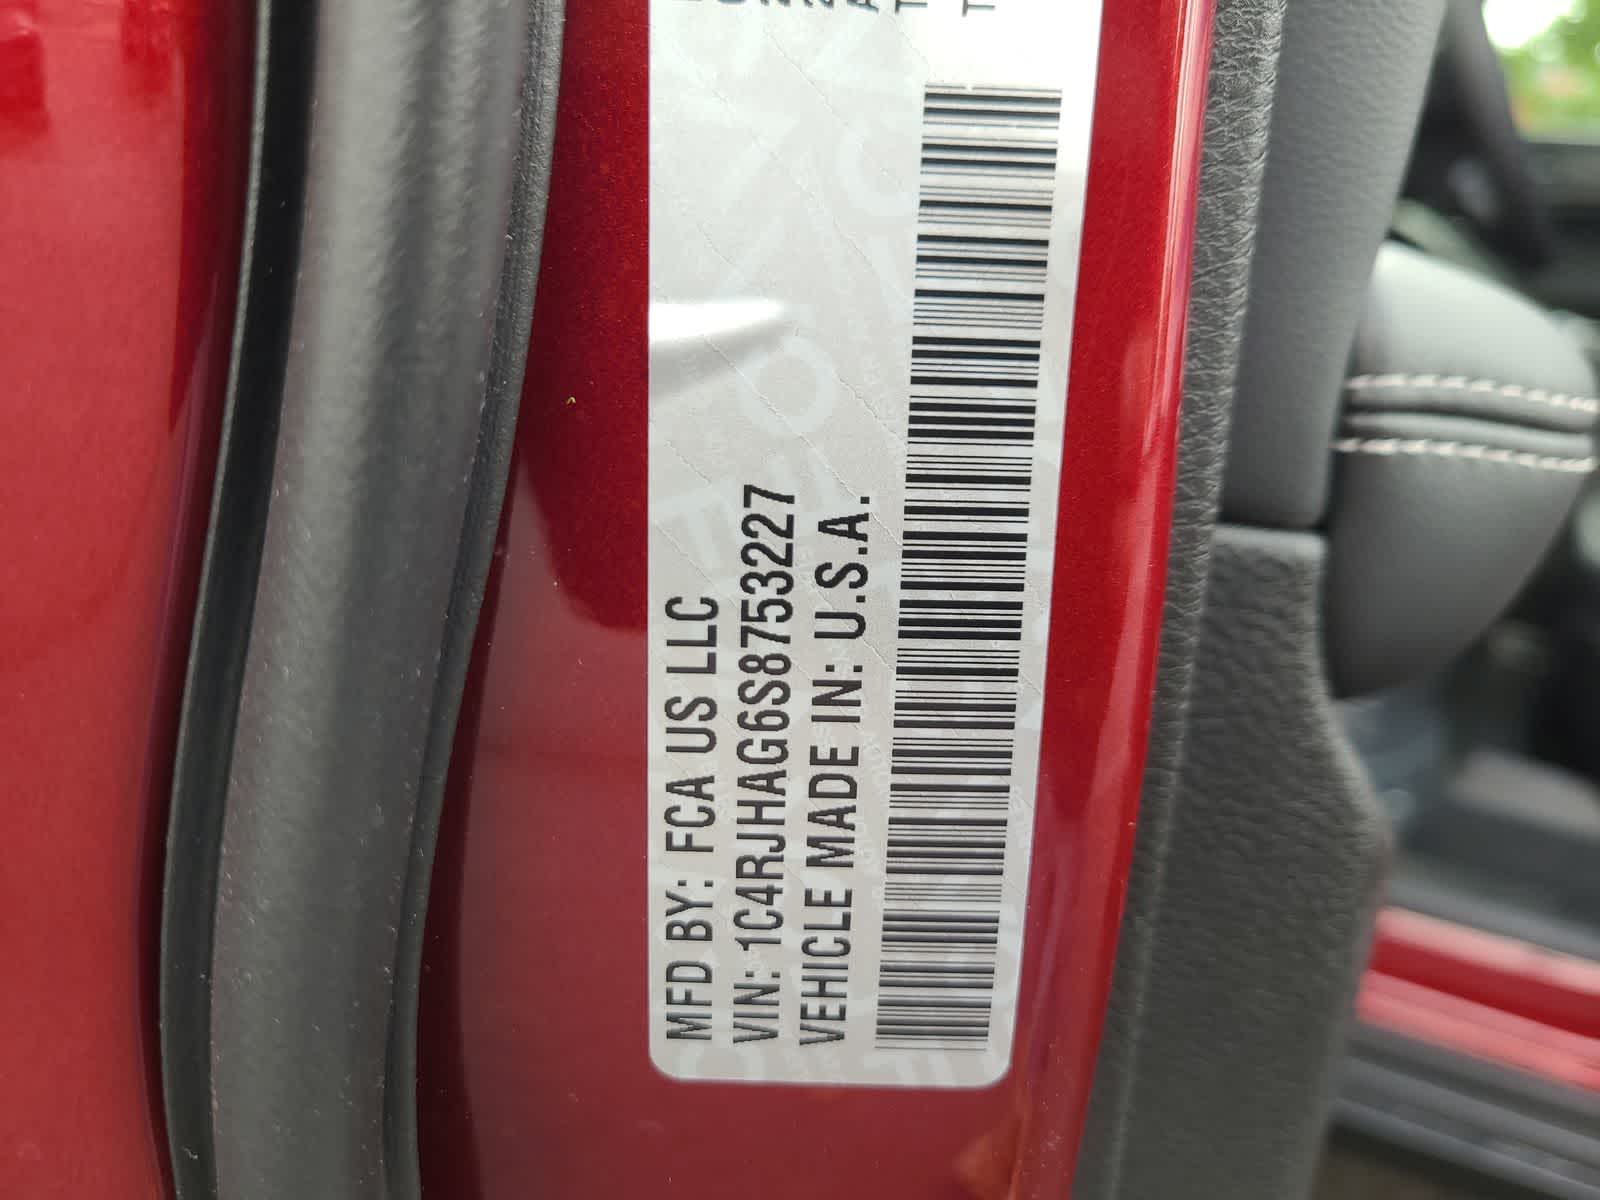 MFD BY: FCA US LLC
VIN: 1C4RJHAG6S8753227
VEHICLE MADE IN: U.S.A.